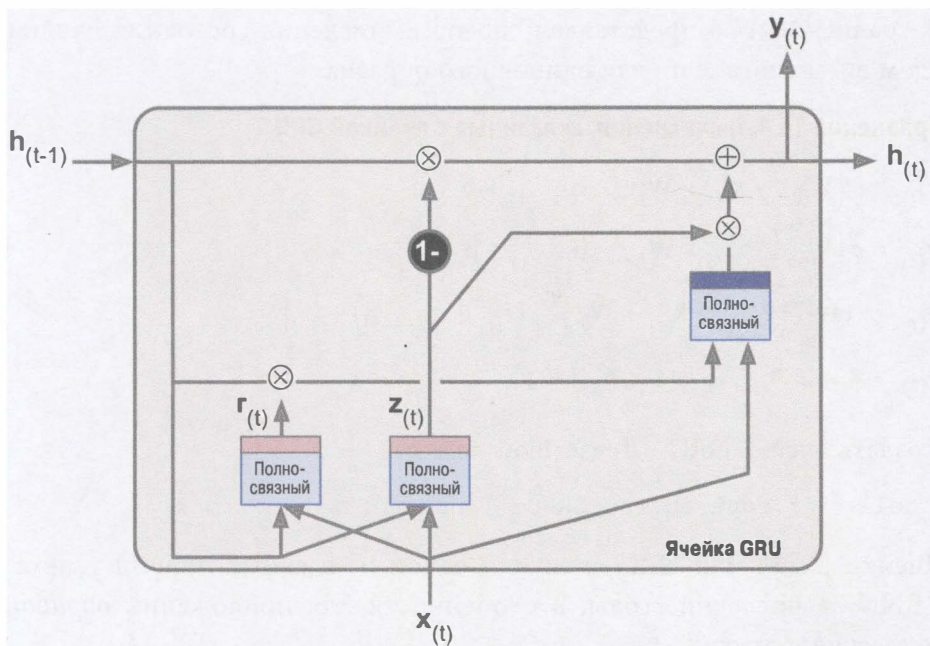 y(t)
h(t-1)
h(t)
1-
Полно-
связный
r(t)
z(t)
Полно-
связный
Полно-
связный
Ячейка GRU
x(t)